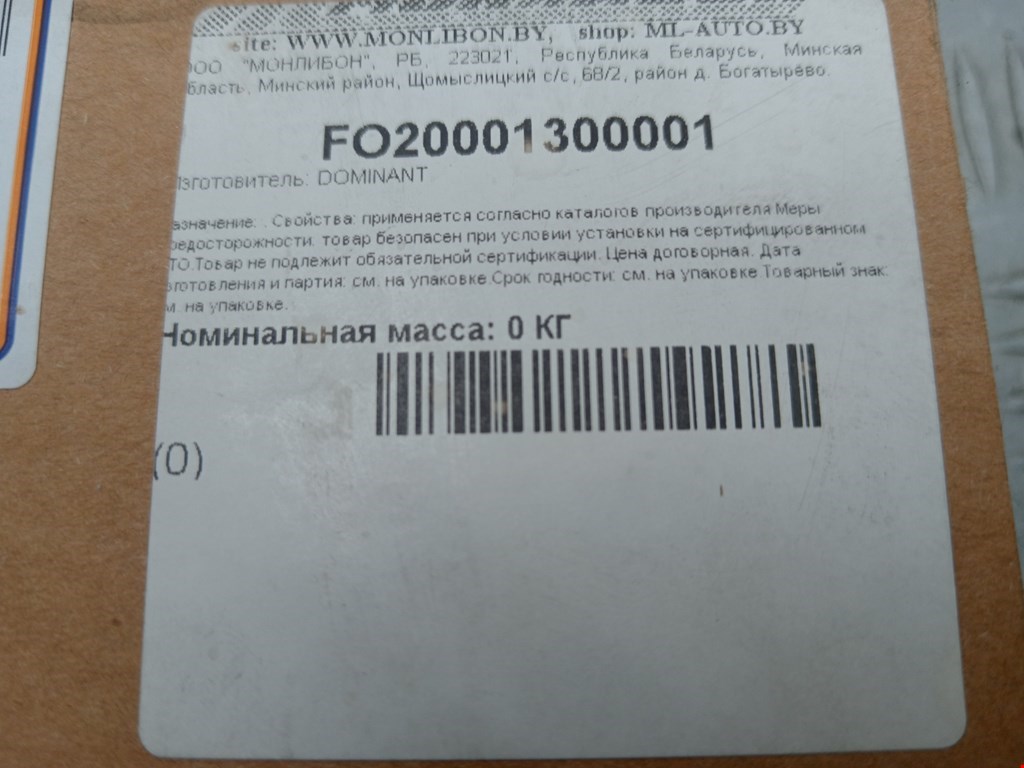 site: WWW.MONLIBON.BY, shop: ML-AUTO.BY
ООО "МОНЛИБОН", РБ, 223021, Республика Беларусь, Минская
бласть, Минский район, Щомыслицкий с/с, 68/2, район д. Богатырёво.
FO20001300001
зготовитель: DOMINANT
азначение: . Свойства: применяется согласно каталогов производителя Меры
редосторожности: товар безопасен при условии установки на сертифицированном
ТО.Товар не подлежит обязательной сертификации. Цена договорная. Дата
зготовления и партия: см. на упаковке.Срок годности: см. на упаковке.Товарный знак:
м. на упаковке.
Номинальная масса: 0 КГ
(0)